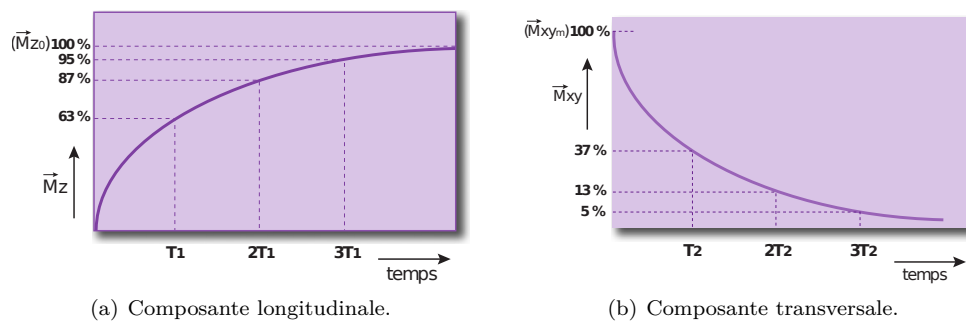 (M⃗z0) 100 %
95 %
87 %
63 %
M⃗z
T1 2T1 3T1
temps
(a) Composante longitudinale.
(M⃗xym) 100 %
M⃗xy
37 %
13 %
5 %
T2 2T2 3T2
temps
(b) Composante transversale.